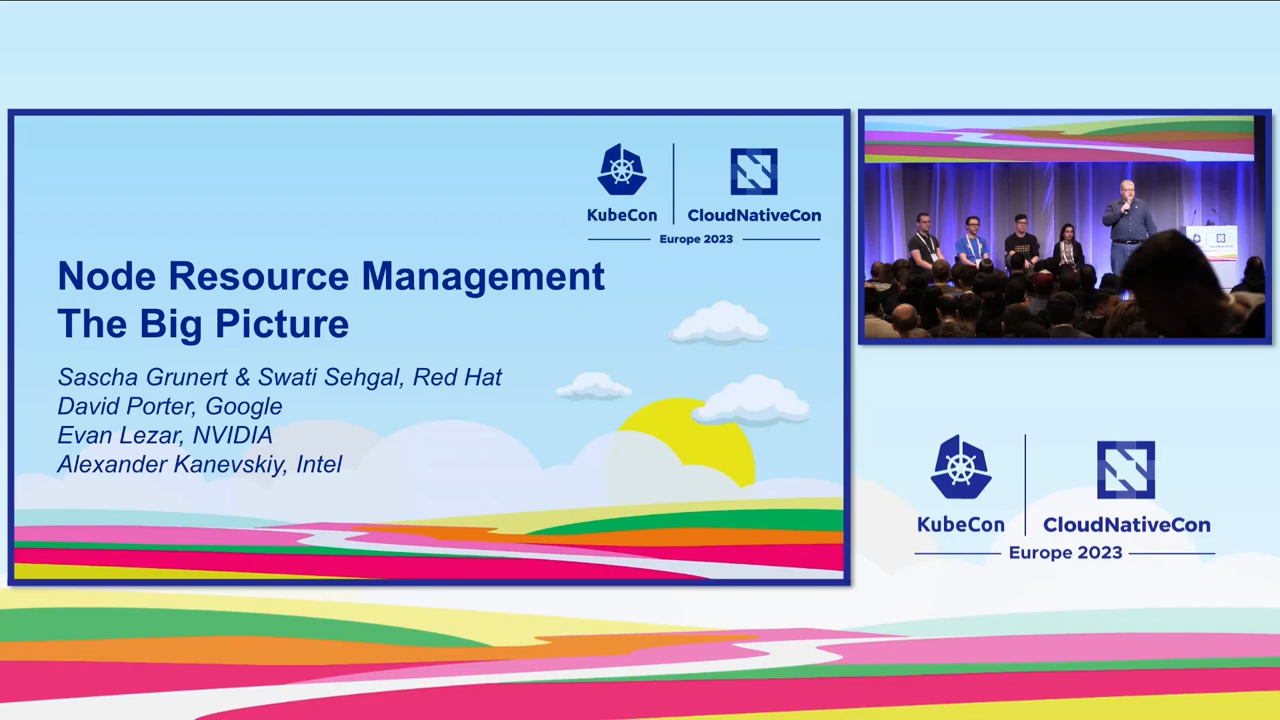 KubeCon
CloudNativeCon
Europe 2023
Node Resource Management
The Big Picture
Sascha Grunert & Swati Sehgal, Red Hat
David Porter, Google
Evan Lezar, NVIDIA
Alexander Kanevskiy, Intel
KubeCon
CloudNativeCon
Europe 2023